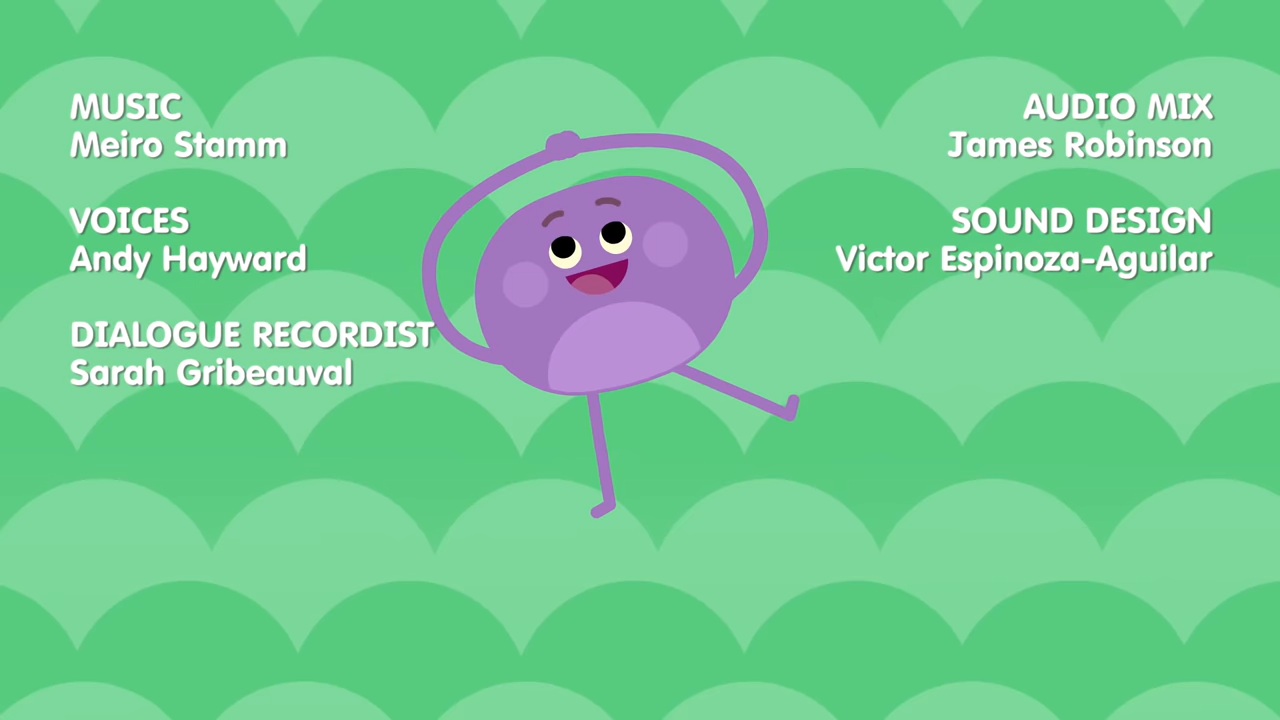 MUSIC
Meiro Stamm
VOICES
Andy Hayward
DIALOGUE RECORDIST
Sarah Gribeauval
AUDIO MIX
James Robinson
SOUND DESIGN
Victor Espinoza-Aguilar